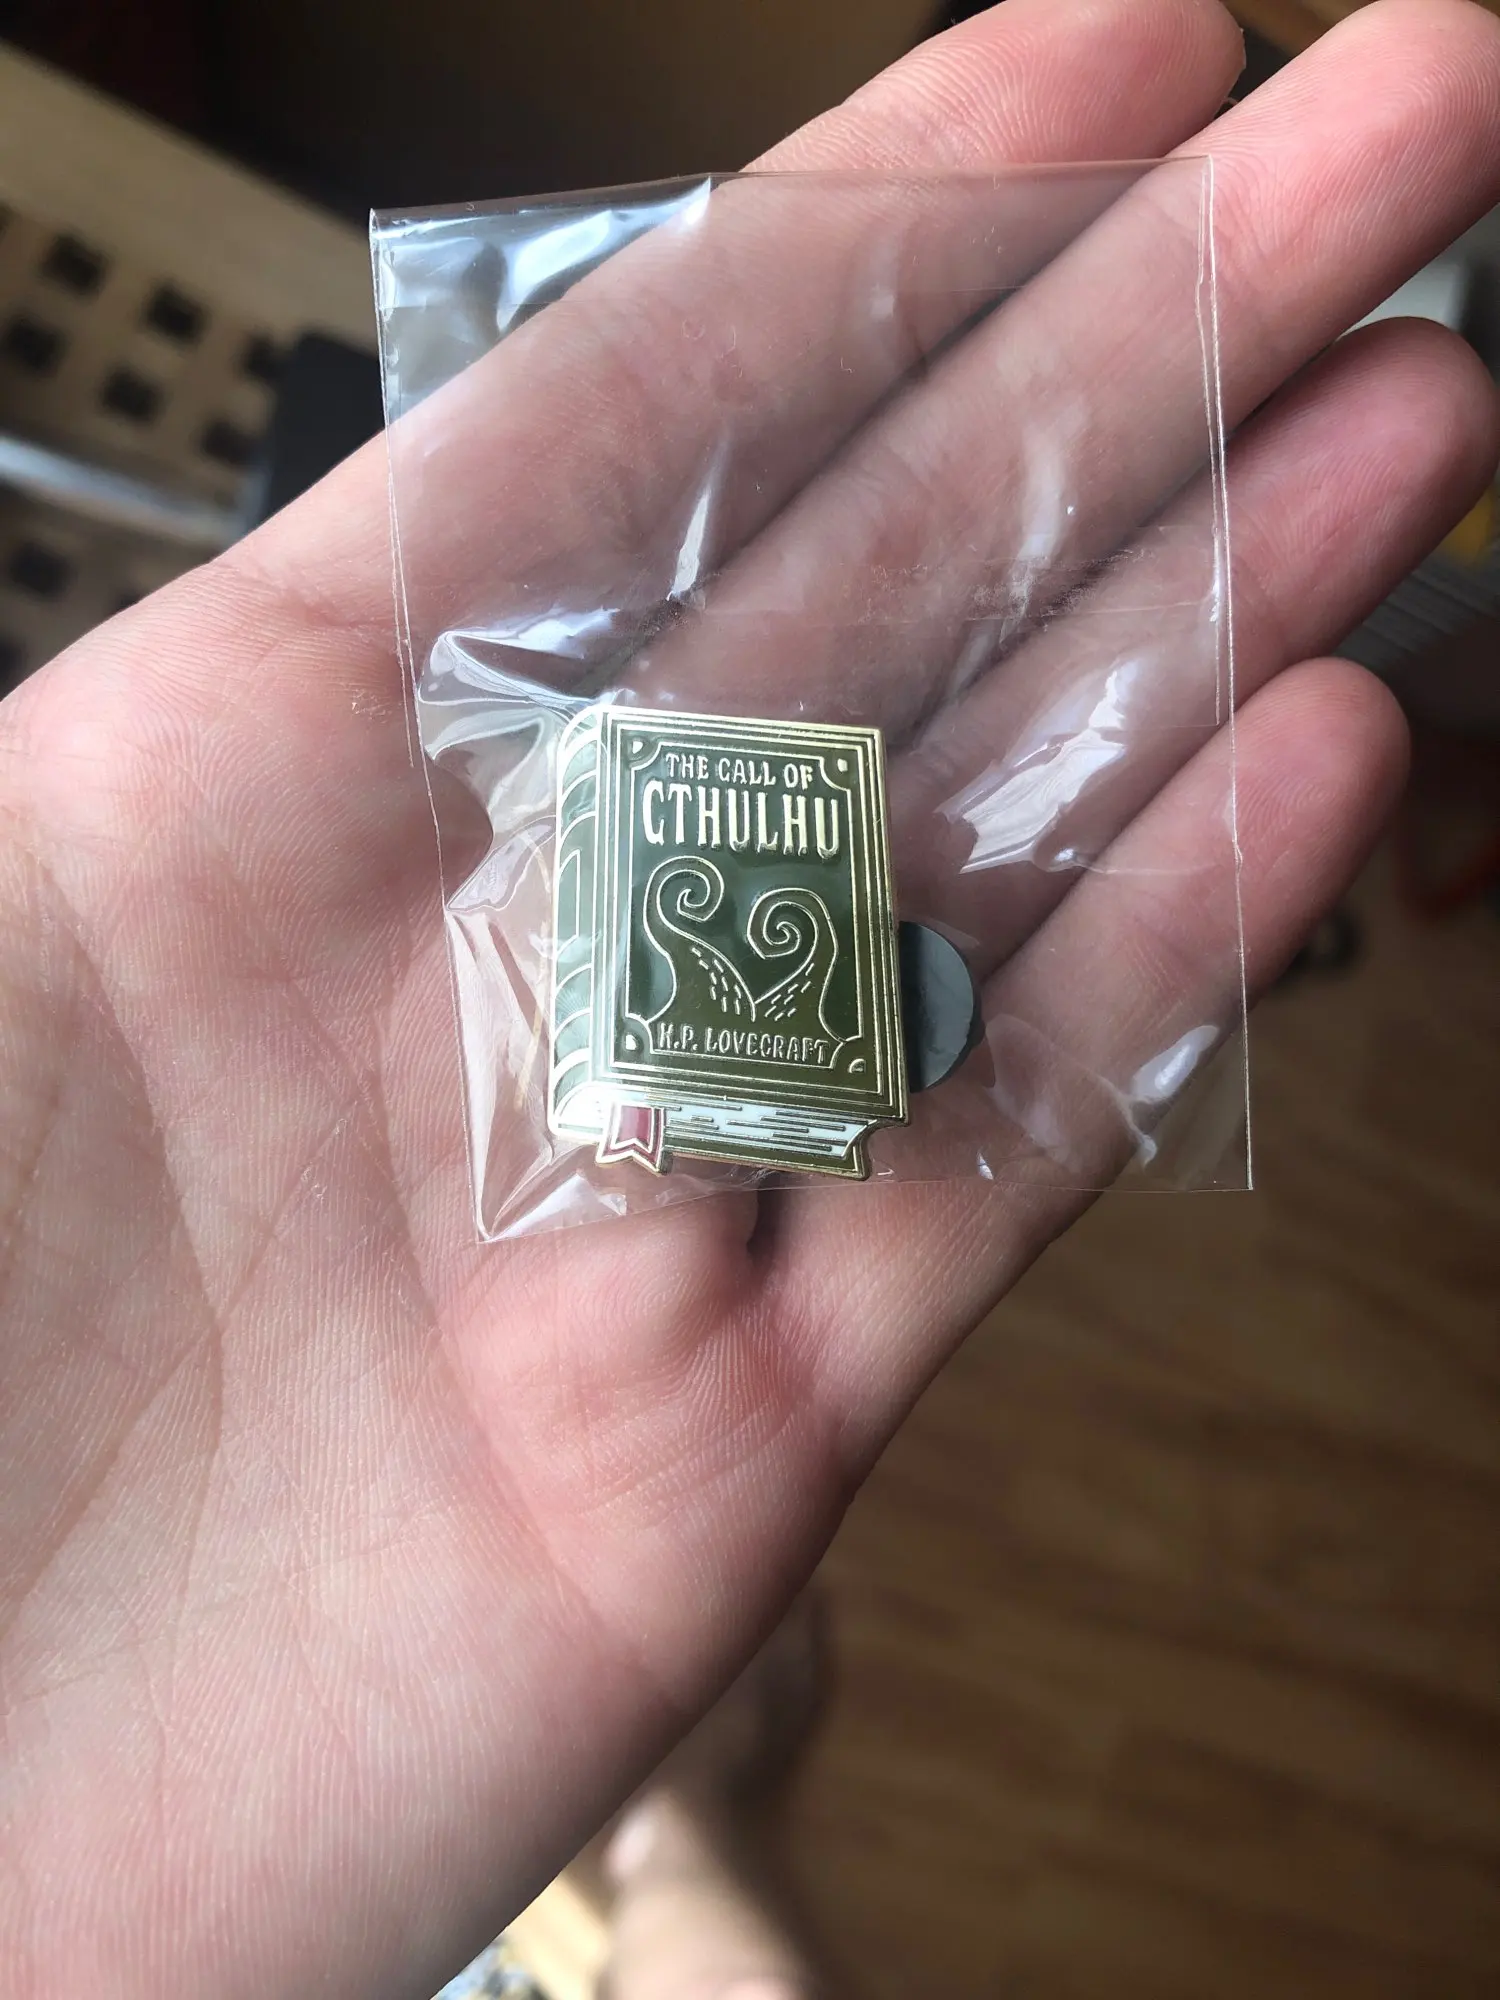 THE CALL OF
CTHULHU
H.P. LOVECRAFT